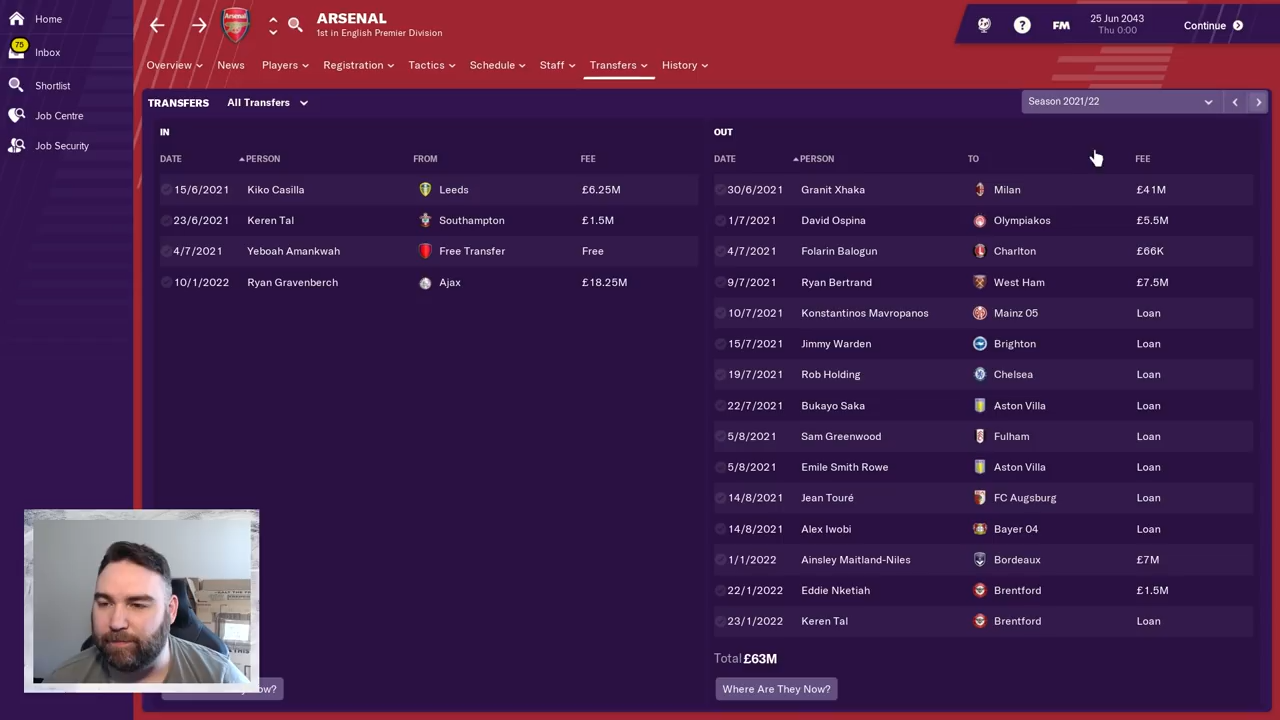 Home
75
Inbox
Shortlist
Job Centre
Job Security
ARSENAL
1st in English Premier Division
FM
25 Jun 2043
Thu 0:00
Continue
Overview
News
Players
Registration
Tactics
Schedule
Staff
Transfers
History
TRANSFERS All Transfers
Season 2021/22
IN
DATE PERSON FROM FEE
15/6/2021 Kiko Casilla Leeds £6.25M
23/6/2021 Keren Tal Southampton £1.5M
4/7/2021 Yeboah Amankwah Free Transfer Free
10/1/2022 Ryan Gravenberch Ajax £18.25M
OUT
DATE PERSON TO FEE
30/6/2021 Granit Xhaka Milan £41M
1/7/2021 David Ospina Olympiakos £5.5M
4/7/2021 Folarin Balogun Charlton £66K
9/7/2021 Ryan Bertrand West Ham £7.5M
10/7/2021 Konstantinos Mavropanos Mainz 05 Loan
15/7/2021 Jimmy Warden Brighton Loan
19/7/2021 Rob Holding Chelsea Loan
22/7/2021 Bukayo Saka Aston Villa Loan
5/8/2021 Sam Greenwood Fulham Loan
5/8/2021 Emile Smith Rowe Aston Villa Loan
14/8/2021 Jean Touré FC Augsburg Loan
14/8/2021 Alex Iwobi Bayer 04 Loan
1/1/2022 Ainsley Maitland-Niles Bordeaux £7M
22/1/2022 Eddie Nketiah Brentford £1.5M
23/1/2022 Keren Tal Brentford Loan
Total £63M
Where Are They Now?